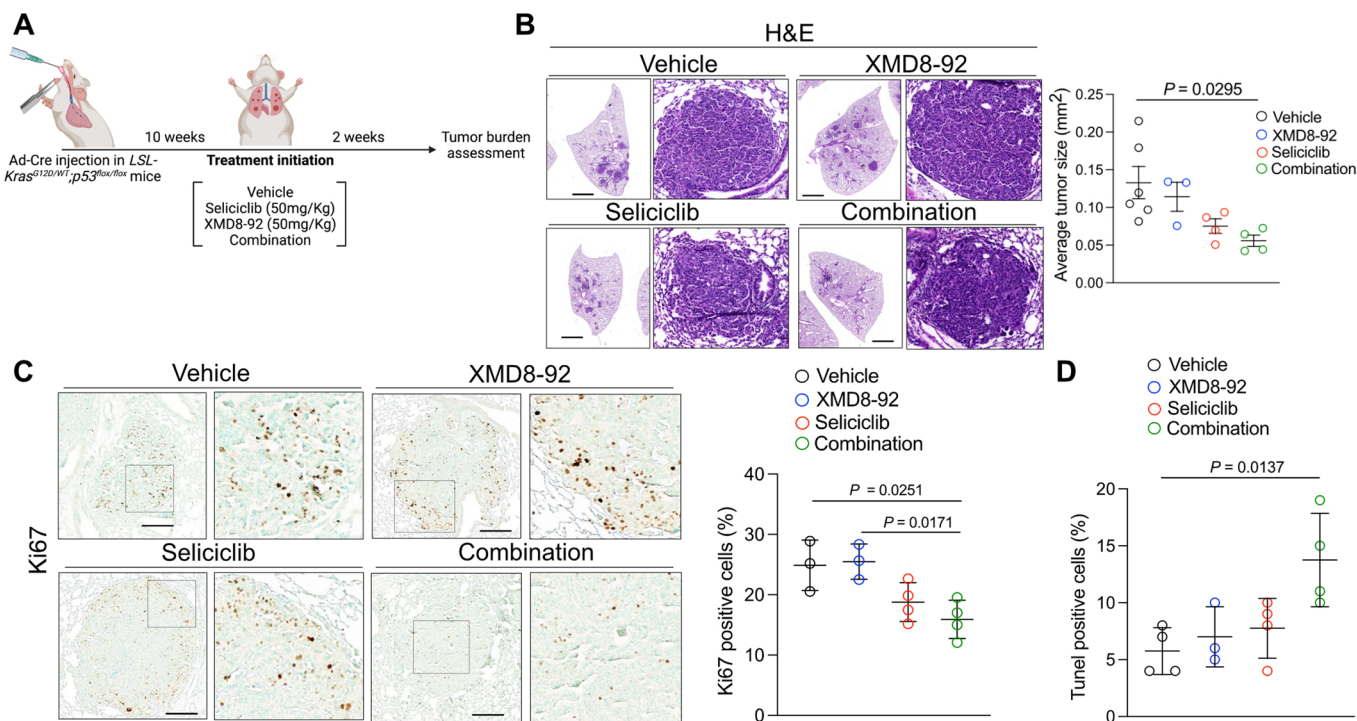 A
10 weeks
2 weeks
Ad-Cre injection in LSL-
Kras^G12D/WT;p53^flox/flox mice
Treatment initiation
Tumor burden
assessment
Vehicle
Seliciclib (50mg/Kg)
XMD8-92 (50mg/Kg)
Combination
B
H&E
Vehicle
XMD8-92
Seliciclib
Combination
Average tumor size (mm²)
0.25
0.20
0.15
0.10
0.05
0.00
P = 0.0295
Vehicle
XMD8-92
Seliciclib
Combination
C
Ki67
Vehicle
XMD8-92
Seliciclib
Combination
Vehicle
XMD8-92
Seliciclib
Combination
Ki67 positive cells (%)
40
30
20
10
0
P = 0.0251
P = 0.0171
D
Vehicle
XMD8-92
Seliciclib
Combination
Tunel positive cells (%)
20
15
10
5
0
P = 0.0137